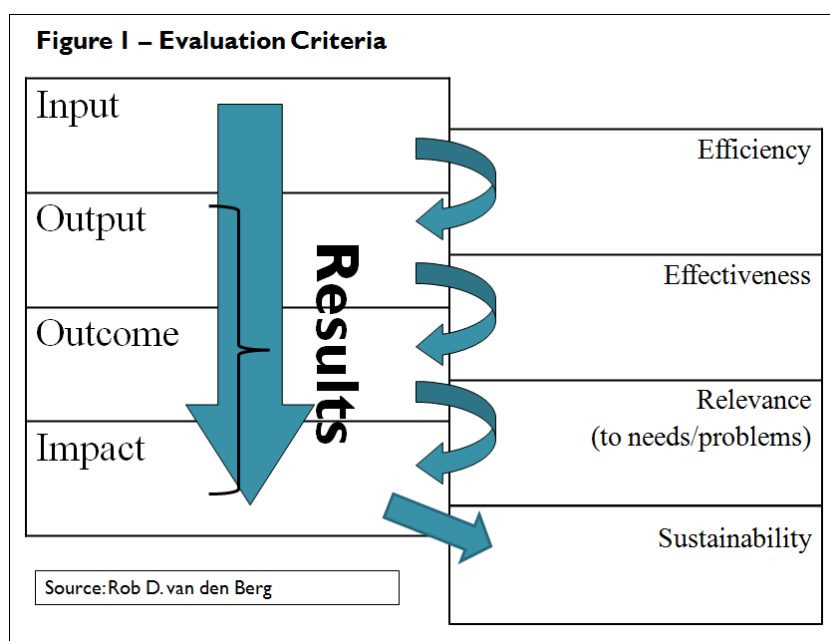 Figure 1 – Evaluation Criteria
Input
Efficiency
Output
Results
Effectiveness
Outcome
Relevance
(to needs/problems)
Impact
Sustainability
Source: Rob D. van den Berg